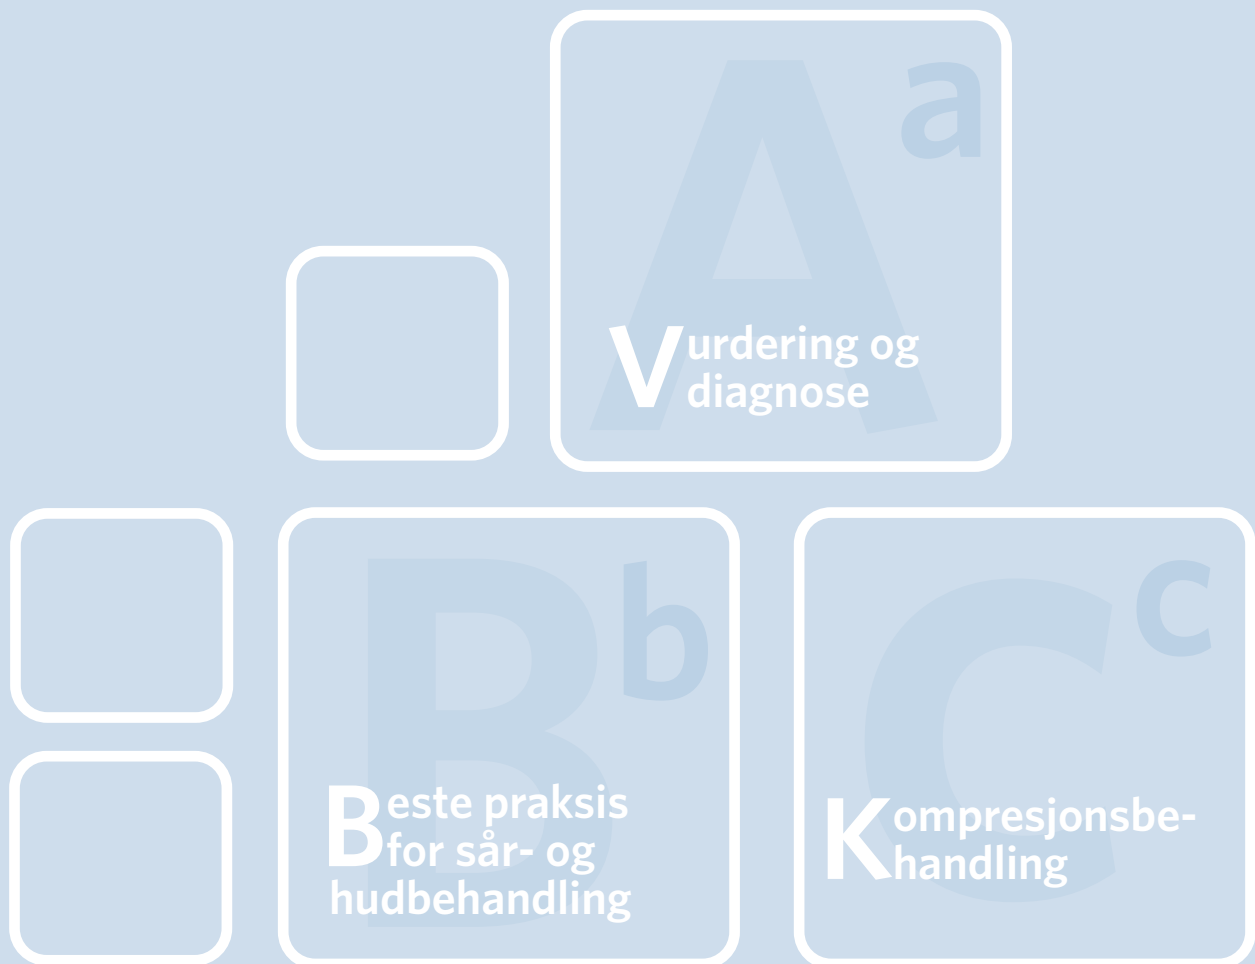 A a
Vurdering og
diagnose
B b
Beste praksis
for sår- og
hudbehandling
C c
Kompresjonsbe-
handling